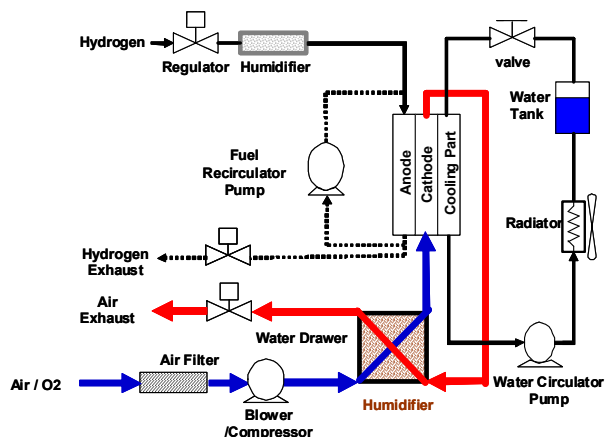 Hydrogen
Regulator
Humidifier
valve
Water
Tank
Fuel
Recirculator
Pump
Anode
Cathode
Cooling Part
Radiator
Hydrogen
Exhaust
Air
Exhaust
Water Drawer
Air Filter
Air / O2
Blower
/Compressor
Humidifier
Water Circulator
Pump